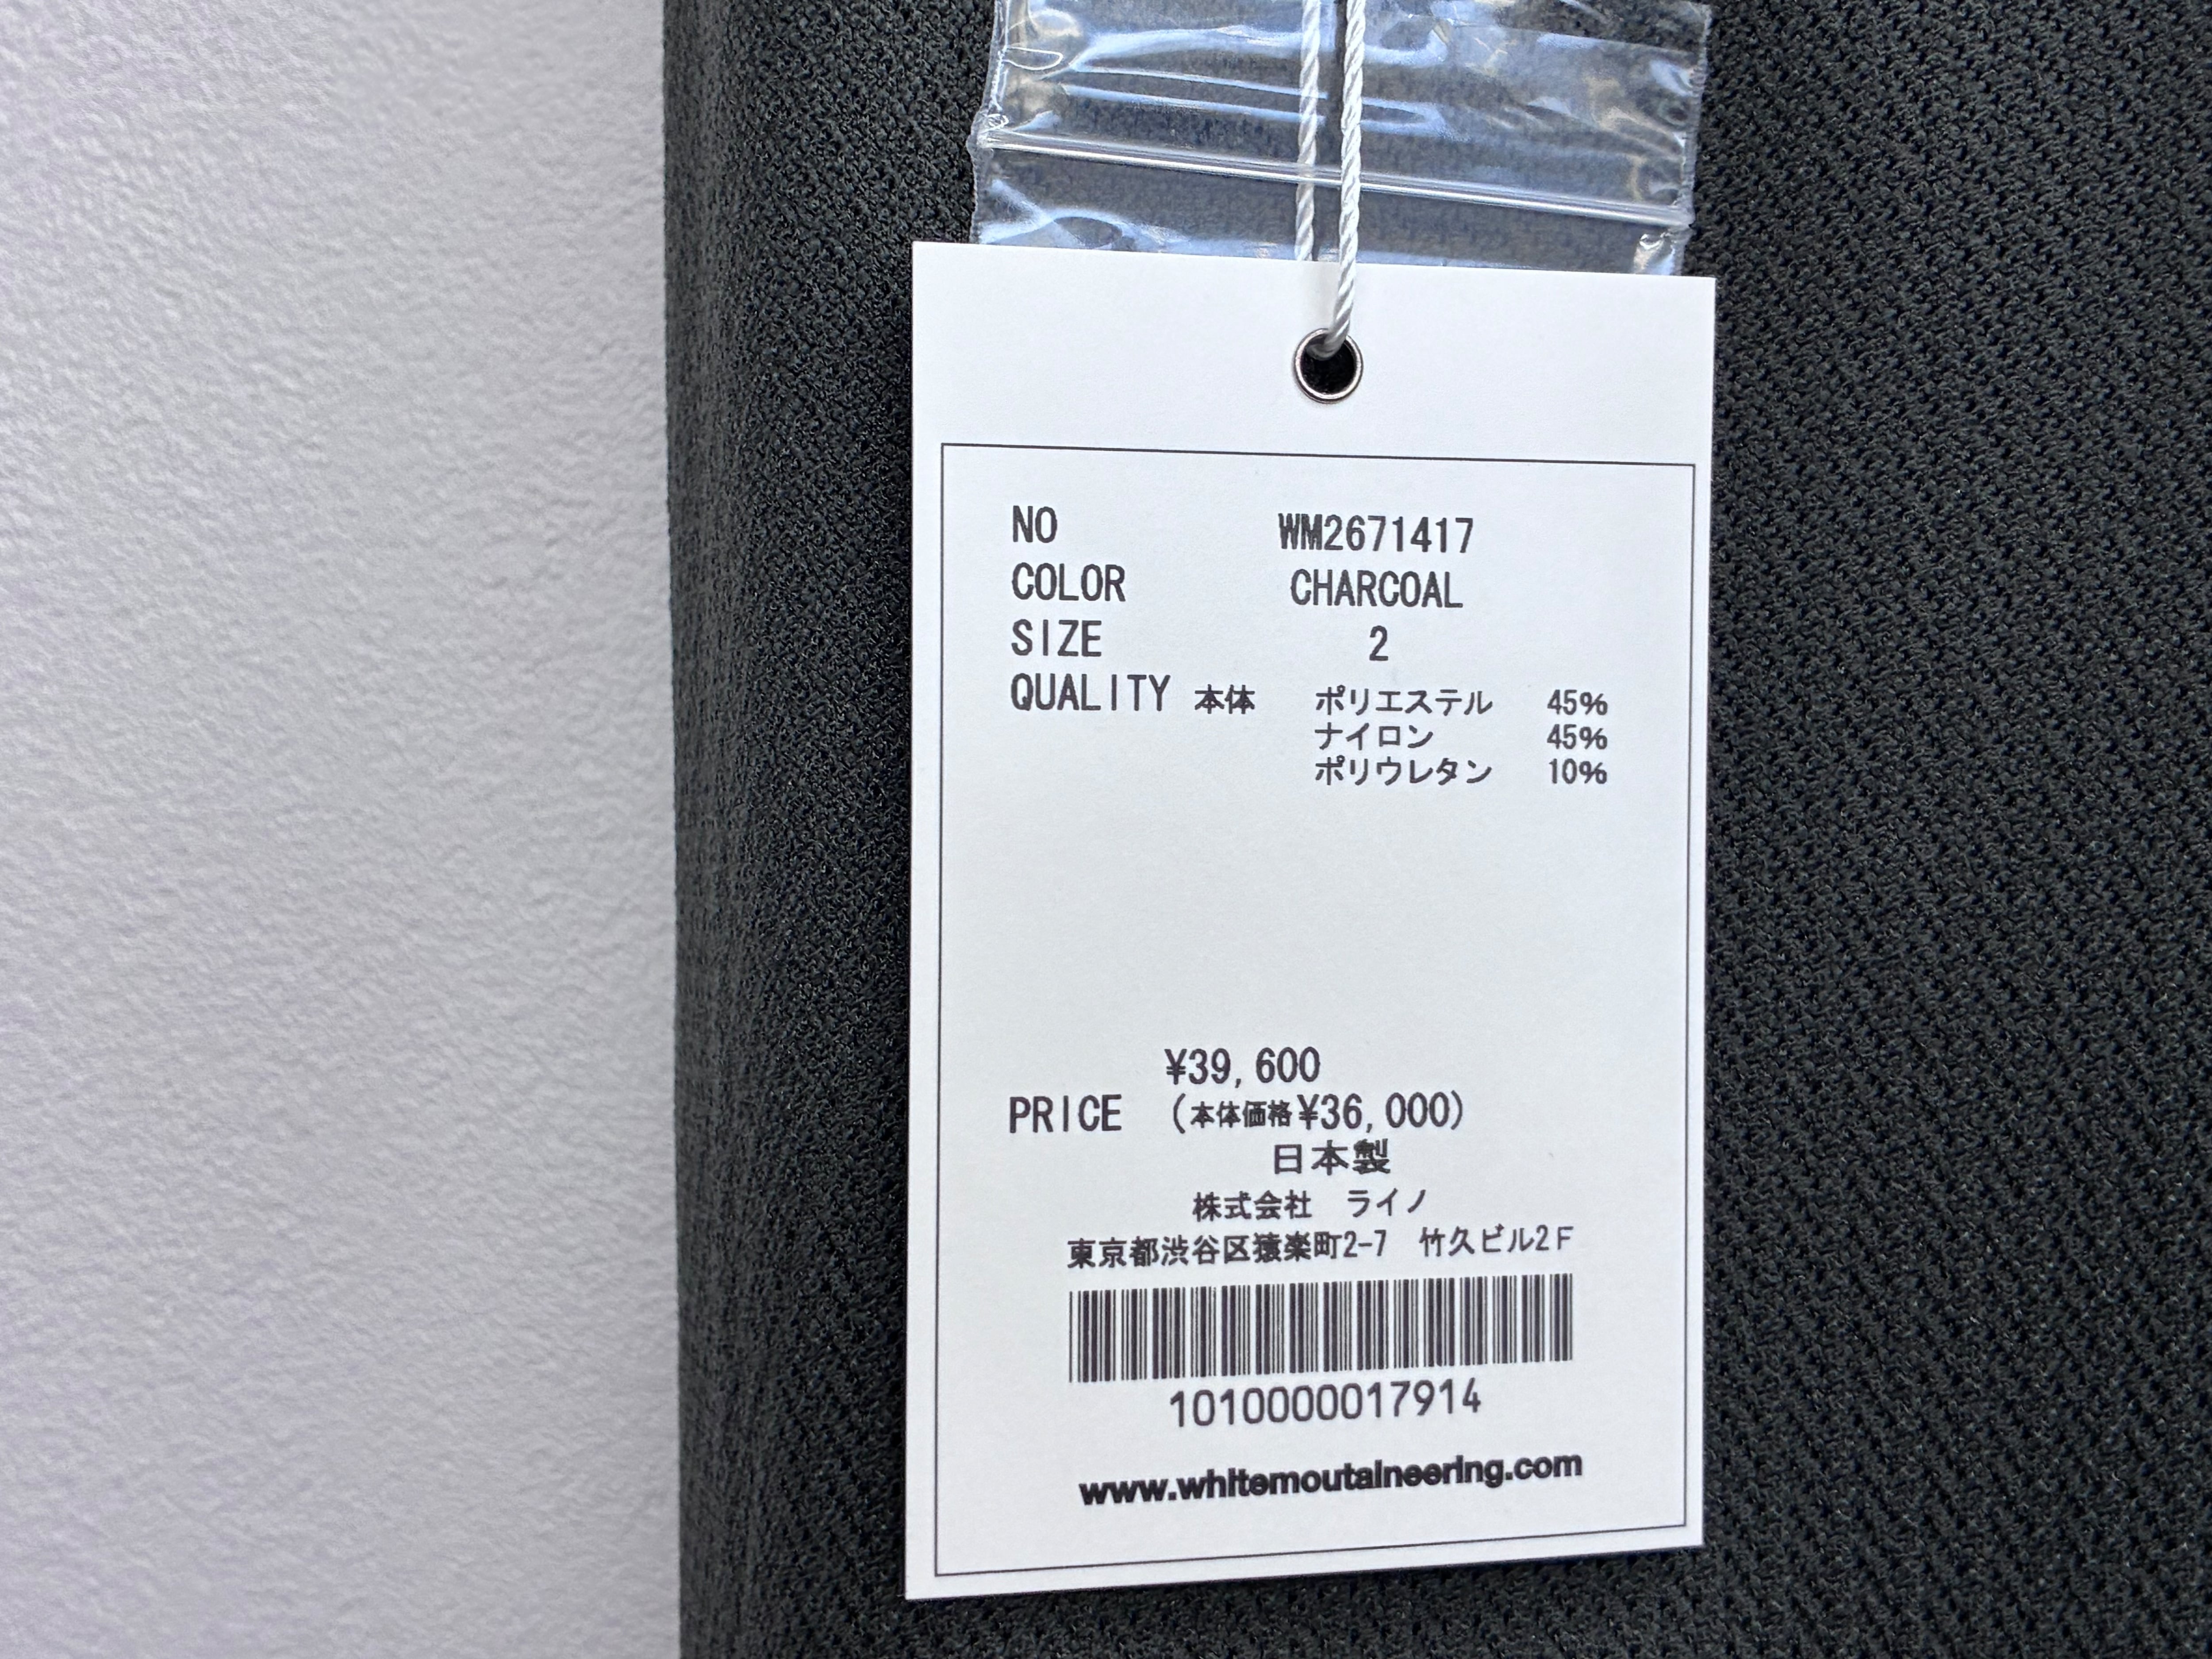 NO WM2671417
COLOR CHARCOAL
SIZE 2
QUALITY 本体 ポリエステル 45%
ナイロン 45%
ポリウレタン 10%
¥39,600
PRICE (本体価格¥36,000)
日本製
株式会社 ライノ
東京都渋谷区猿楽町2-7 竹久ビル2F
1010000017914
www.whitemoutaineering.com